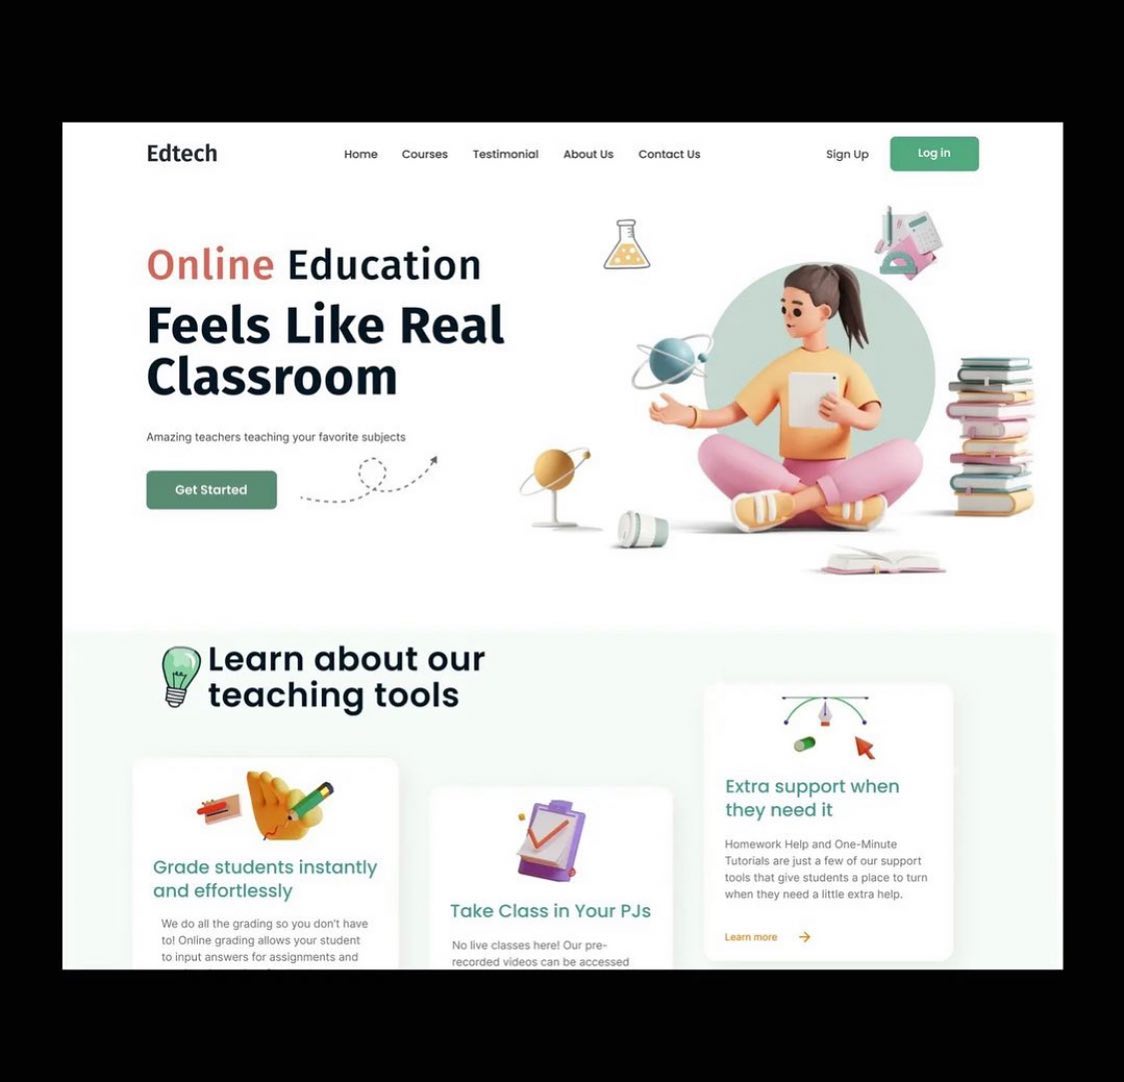 Edtech
Home Courses Testimonial About Us Contact Us
Sign Up Log in
Online Education
Feels Like Real
Classroom
Amazing teachers teaching your favorite subjects
Get Started
Learn about our
teaching tools
Grade students instantly
and effortlessly
We do all the grading so you don't have
to! Online grading allows your student
to input answers for assignments and
Take Class in Your PJs
No live classes here! Our pre-
recorded videos can be accessed
Extra support when
they need it
Homework Help and One-Minute
Tutorials are just a few of our support
tools that give students a place to turn
when they need a little extra help.
Learn more